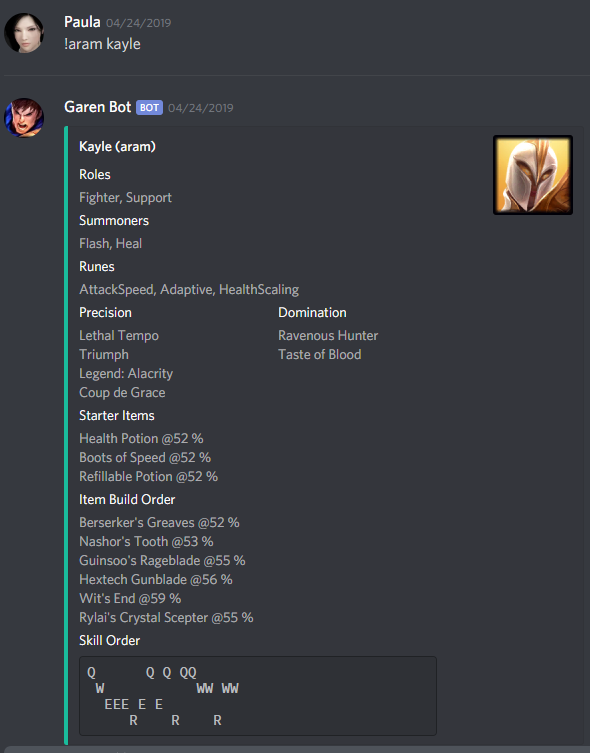 Paula 04/24/2019
!aram kayle
Garen Bot BOT 04/24/2019
Kayle (aram)
Roles
Fighter, Support
Summoners
Flash, Heal
Runes
AttackSpeed, Adaptive, HealthScaling
Precision
Lethal Tempo
Triumph
Legend: Alacrity
Coup de Grace
Domination
Ravenous Hunter
Taste of Blood
Starter Items
Health Potion @52 %
Boots of Speed @52 %
Refillable Potion @52 %
Item Build Order
Berserker's Greaves @52 %
Nashor's Tooth @53 %
Guinsoo's Rageblade @55 %
Hextech Gunblade @56 %
Wit's End @59 %
Rylai's Crystal Scepter @55 %
Skill Order
Q      Q Q QQ
 W           WW WW
  EEE E E
     R    R    R